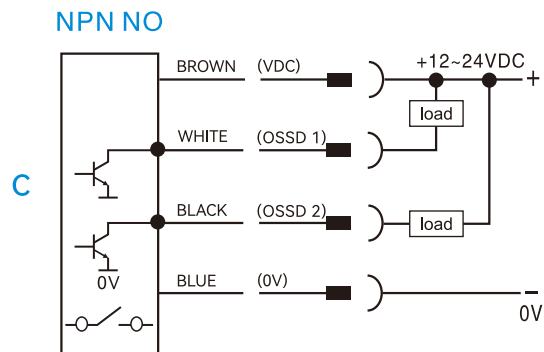 NPN NO
+12~24VDC
BROWN (VDC)
+
load
WHITE (OSSD 1)
C
BLACK (OSSD 2)
load
0V
BLUE (0V)
−
0V